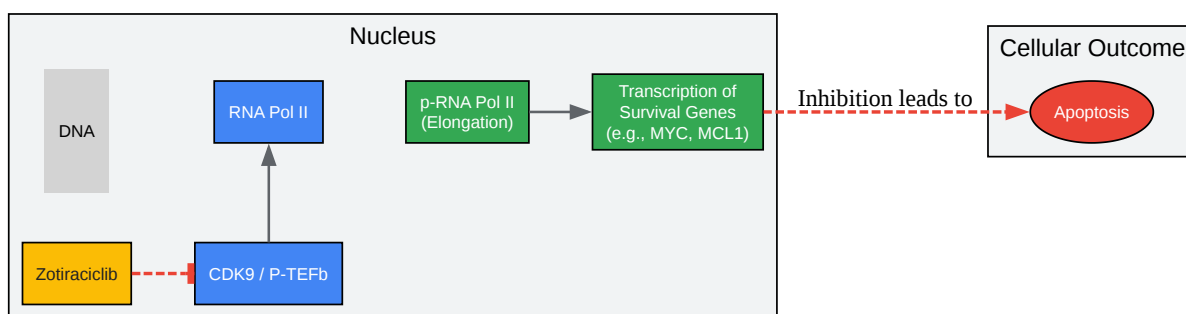 Nucleus
Cellular Outcome
DNA
RNA Pol II
p-RNA Pol II
(Elongation)
Transcription of
Survival Genes
(e.g., MYC, MCL1)
Inhibition leads to
Apoptosis
Zotiraciclib
CDK9 / P-TEFb